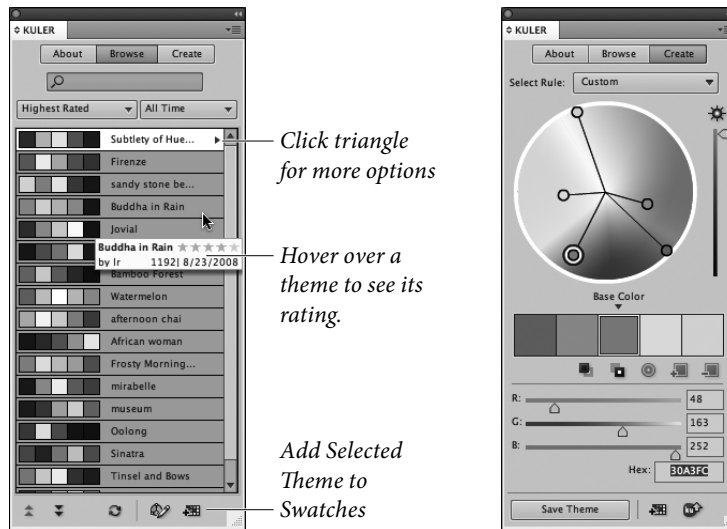 KULER
About Browse Create
Highest Rated All Time
Subtlety of Hue...
Firenze
sandy stone be...
Buddha in Rain
Jovial
Buddha in Rain
by lr 1192| 8/23/2008
Bamboo Forest
Watermelon
afternoon chai
African woman
Frosty Morning...
mirabelle
museum
Oolong
Sinatra
Tinsel and Bows
Click triangle
for more options
Hover over a
theme to see its
rating.
Add Selected
Theme to
Swatches
KULER
About Browse Create
Select Rule: Custom
Base Color
R: 48
G: 163
B: 252
Hex: 30A3FC
Save Theme